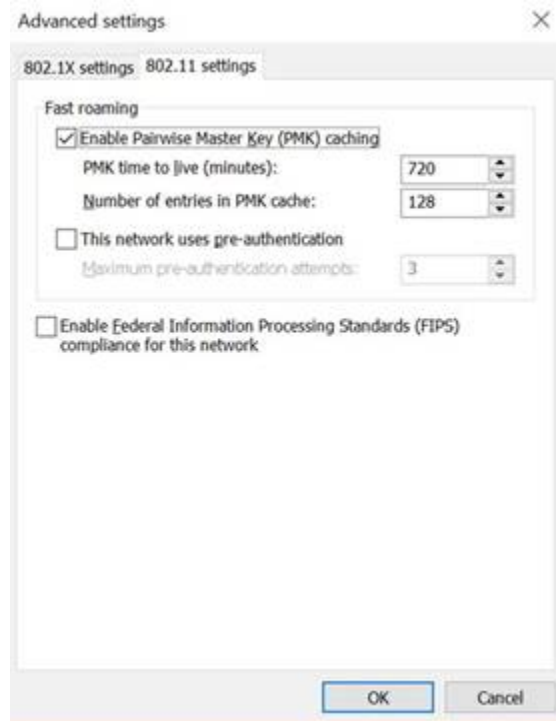 Advanced settings
802.1X settings 802.11 settings
Fast roaming
Enable Pairwise Master Key (PMK) caching
PMK time to live (minutes): 720
Number of entries in PMK cache: 128
This network uses pre-authentication
Maximum pre-authentication attempts: 3
Enable Federal Information Processing Standards (FIPS)
compliance for this network
OK Cancel